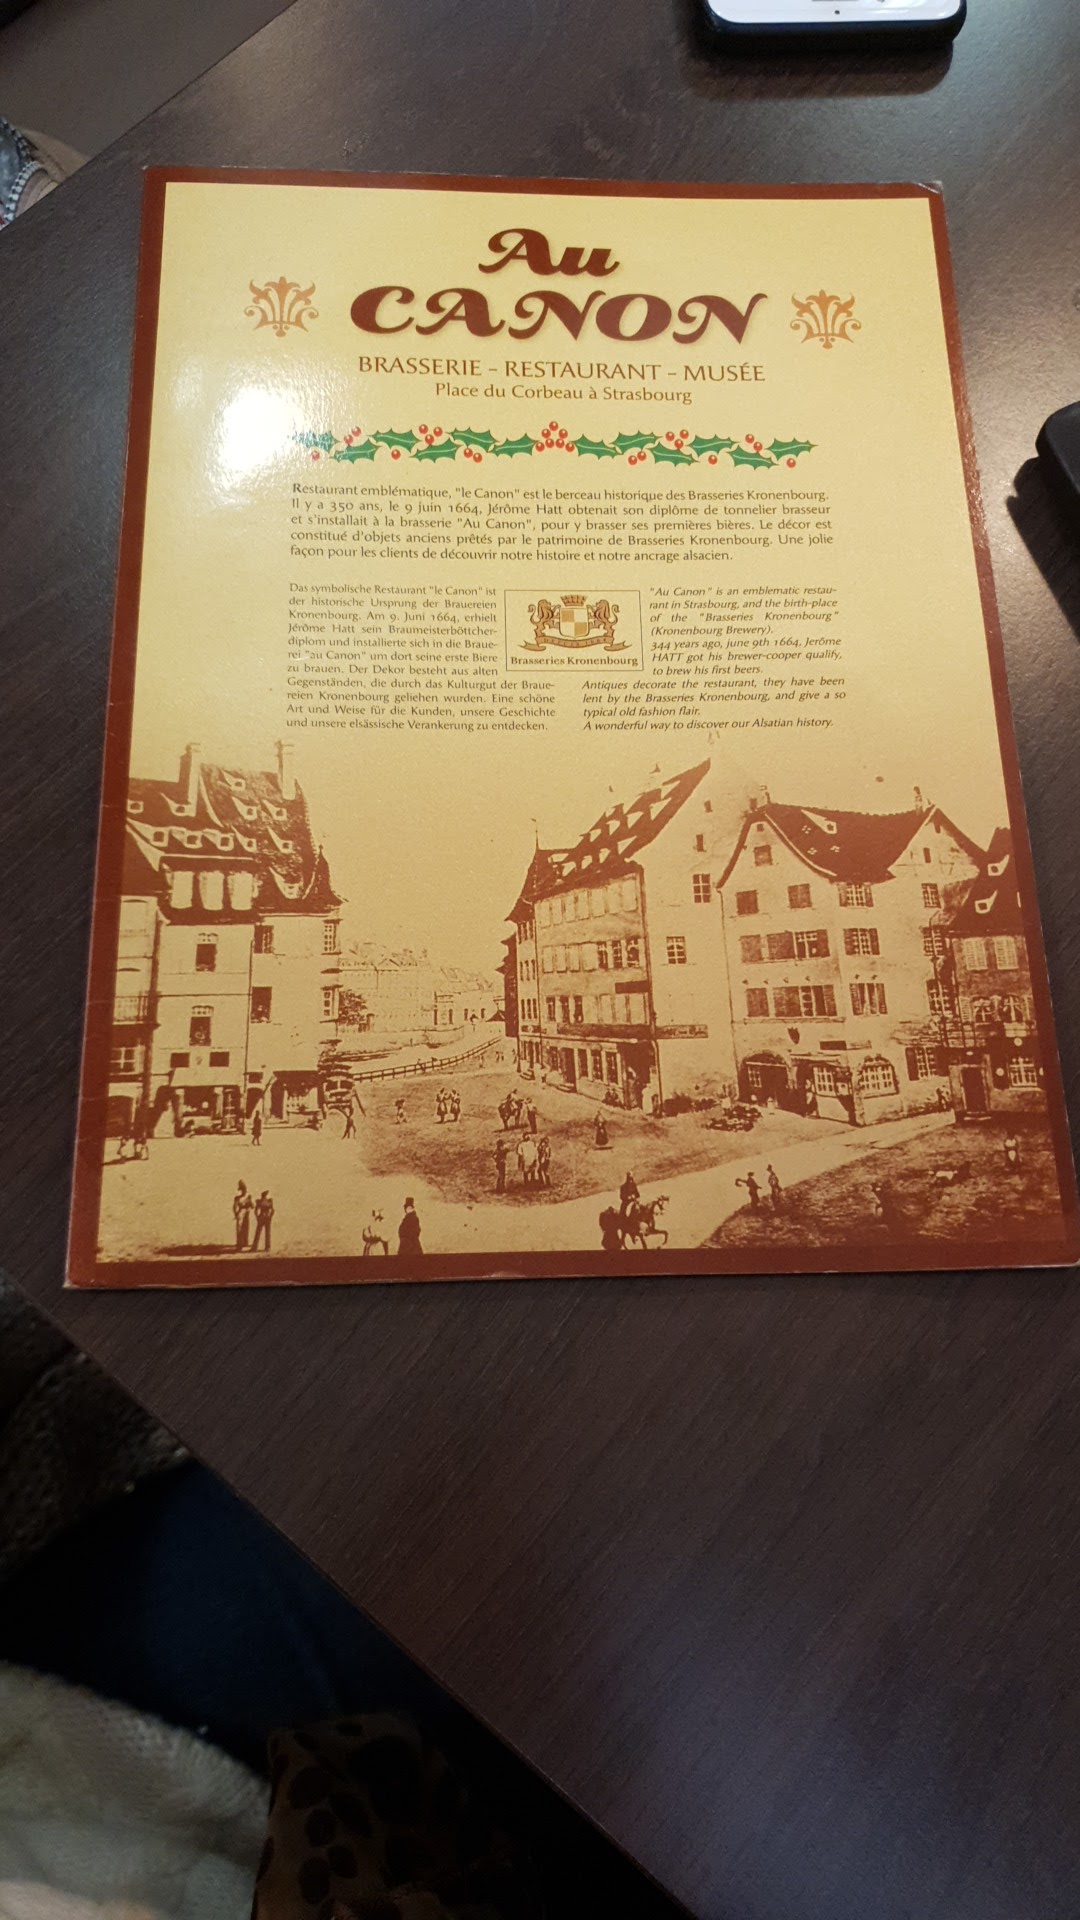 Au
CANON
BRASSERIE - RESTAURANT - MUSÉE
Place du Corbeau à Strasbourg
Restaurant emblématique, "le Canon" est le berceau historique des Brasseries Kronenbourg.
Il y a 350 ans, le 9 juin 1664, Jérôme Hatt obtenait son diplôme de tonnelier brasseur
et s'installait à la brasserie "Au Canon", pour y brasser ses premières bières. Le décor est
constitué d'objets anciens prêtés par le patrimoine de Brasseries Kronenbourg. Une jolie
façon pour les clients de découvrir notre histoire et notre ancrage alsacien.
Das symbolische Restaurant "le Canon" ist
der historische Ursprung der Brauereien
Kronenbourg. Am 9. Juni 1664, erhielt
Jérôme Hatt sein Braumeisterböttcher-
diplom und installierte sich in die Braue-
rei "au Canon" um dort seine erste Biere
zu brauen. Der Dekor besteht aus alten
Gegenständen, die durch das Kulturgut der Braue-
reien Kronenbourg geliehen wurden. Eine schöne
Art und Weise für die Kunden, unsere Geschichte
und unsere elsässische Verankerung zu entdecken.
Brasseries Kronenbourg
"Au Canon" is an emblematic restau-
rant in Strasbourg, and the birth-place
of the "Brasseries Kronenbourg"
(Kronenbourg Brewery).
344 years ago, june 9th 1664, Jerôme
HATT got his brewer-cooper qualify,
to brew his first beers.
Antiques decorate the restaurant, they have been
lent by the Brasseries Kronenbourg, and give a so
typical old fashion flair.
A wonderful way to discover our Alsatian history.